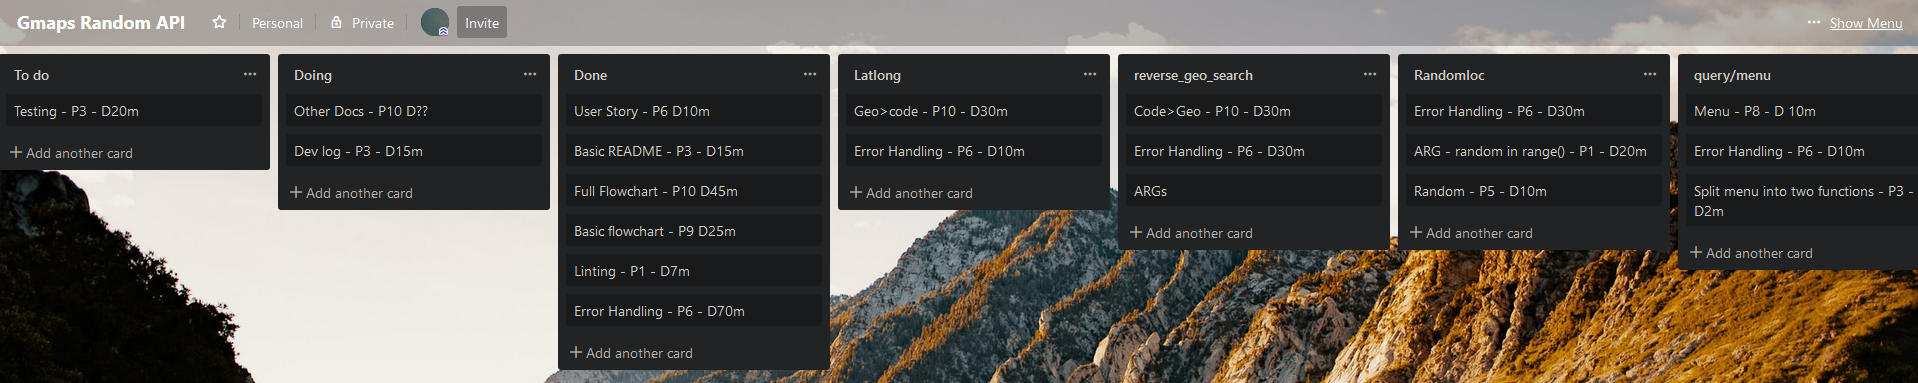 Gmaps Random API
Personal
Private
Invite
Show Menu
To do
Testing - P3 - D20m
Add another card
Doing
Other Docs - P10 D??
Dev log - P3 - D15m
Add another card
Done
User Story - P6 D10m
Basic README - P3 - D15m
Full Flowchart - P10 D45m
Basic flowchart - P9 D25m
Linting - P1 - D7m
Error Handling - P6 - D70m
Add another card
Latlong
Geo>code - P10 - D30m
Error Handling - P6 - D10m
Add another card
reverse_geo_search
Code>Geo - P10 - D30m
Error Handling - P6 - D30m
ARGs
Add another card
Randomloc
Error Handling - P6 - D30m
ARG - random in range() - P1 - D20m
Random - P5 - D10m
Add another card
query/menu
Menu - P8 - D 10m
Error Handling - P6 - D10m
Split menu into two functions - P3 -
D2m
Add another card